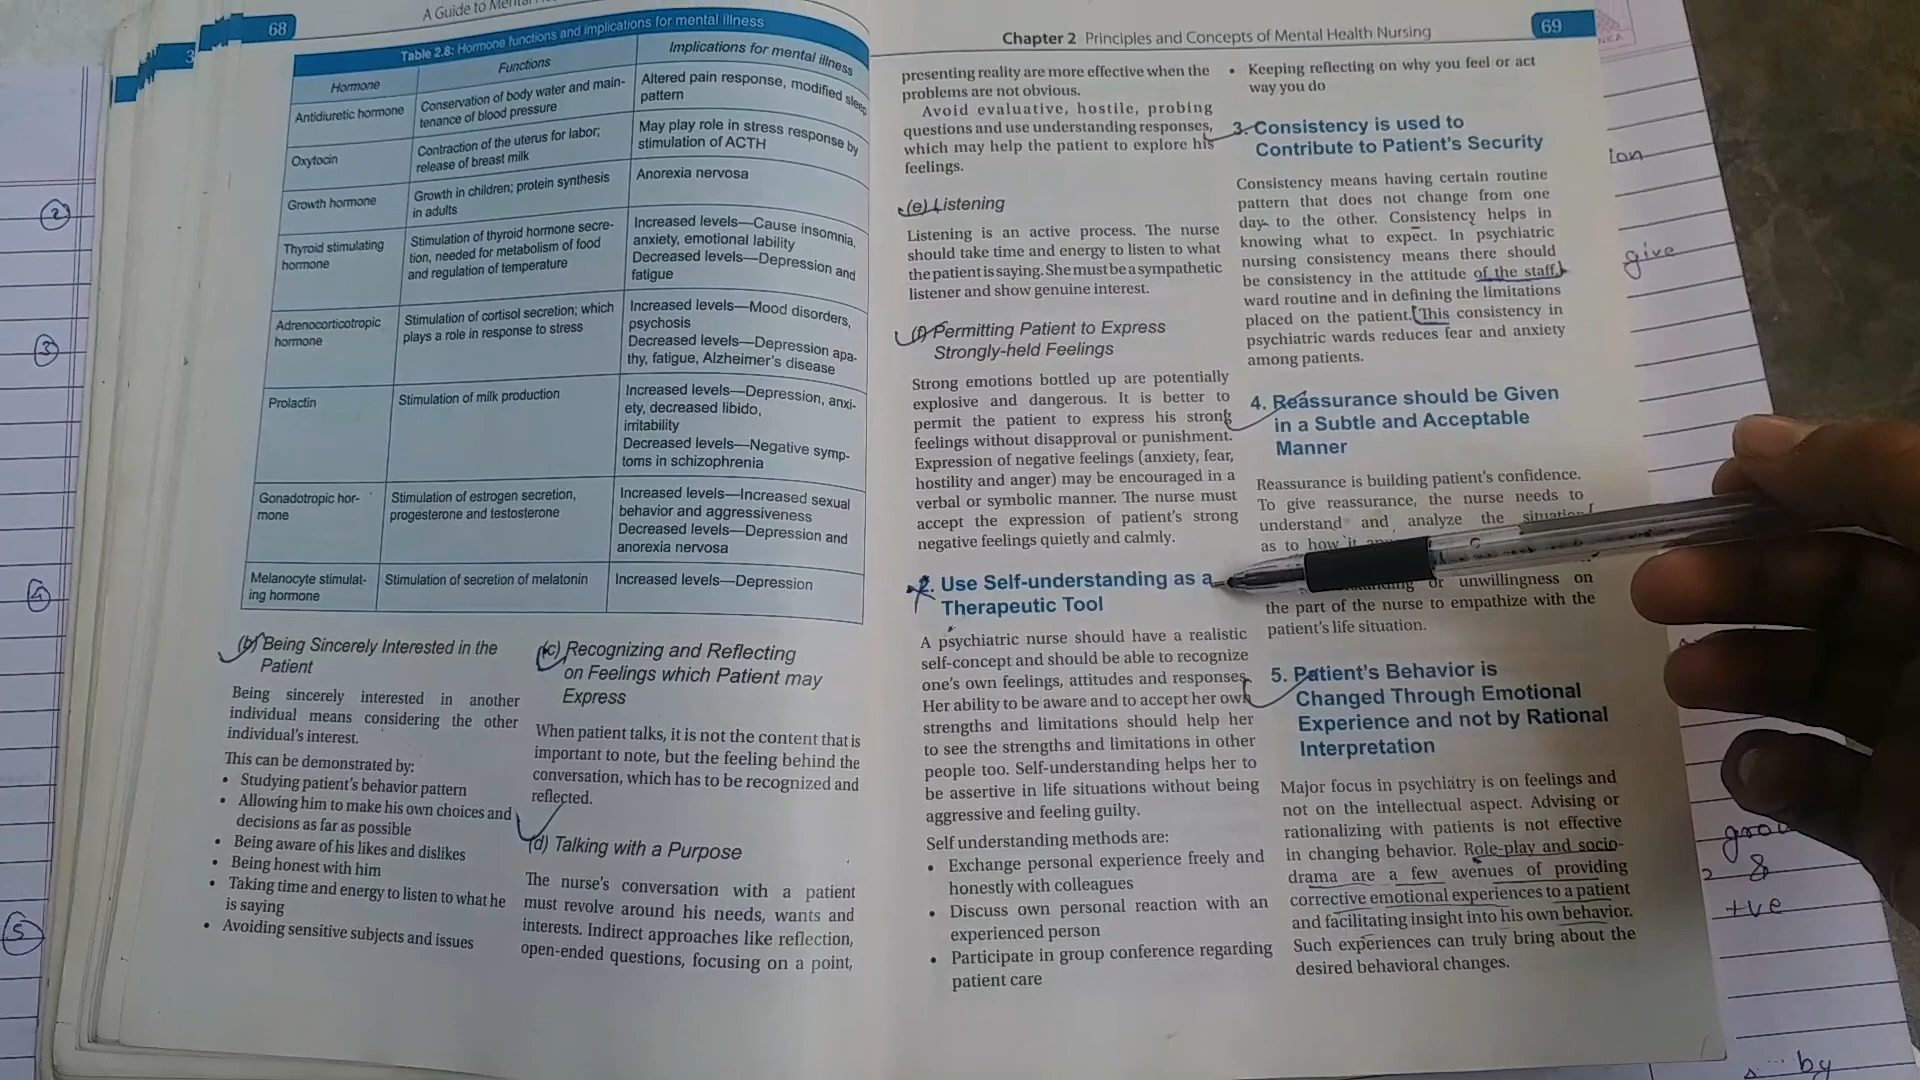 68
A Guide to
3
Table 2.8: Hormone functions and implications for mental illness
Hormone
Functions
Implications for mental illness
Antidiuretic hormone
Conservation of body water and main-
tenance of blood pressure
Altered pain response, modified sleep
pattern
Oxytocin
Contraction of the uterus for labor;
release of breast milk
May play role in stress response by
stimulation of ACTH
Growth hormone
Growth in children; protein synthesis
in adults
Anorexia nervosa
Thyroid stimulating
hormone
Stimulation of thyroid hormone secre-
tion, needed for metabolism of food
and regulation of temperature
Increased levels—Cause insomnia,
anxiety, emotional lability
Decreased levels—Depression and
fatigue
Adrenocorticotropic
hormone
Stimulation of cortisol secretion; which
plays a role in response to stress
Increased levels—Mood disorders,
psychosis
Decreased levels—Depression apa-
thy, fatigue, Alzheimer's disease
Prolactin
Stimulation of milk production
Increased levels—Depression, anxi-
ety, decreased libido,
irritability
Decreased levels—Negative symp-
toms in schizophrenia
Gonadotropic hor-
mone
Stimulation of estrogen secretion,
progesterone and testosterone
Increased levels—Increased sexual
behavior and aggressiveness
Decreased levels—Depression and
anorexia nervosa
Melanocyte stimulat-
ing hormone
Stimulation of secretion of melatonin
Increased levels—Depression
(b) Being Sincerely Interested in the
Patient
Being sincerely interested in another
individual means considering the other
individual's interest.
This can be demonstrated by:
• Studying patient's behavior pattern
• Allowing him to make his own choices and
decisions as far as possible
• Being aware of his likes and dislikes
• Being honest with him
• Taking time and energy to listen to what he
is saying
• Avoiding sensitive subjects and issues
(c) Recognizing and Reflecting
on Feelings which Patient may
Express
When patient talks, it is not the content that is
important to note, but the feeling behind the
conversation, which has to be recognized and
reflected.
(d) Talking with a Purpose
The nurse's conversation with a patient
must revolve around his needs, wants and
interests. Indirect approaches like reflection,
open-ended questions, focusing on a point,
Chapter 2 Principles and Concepts of Mental Health Nursing
69
presenting reality are more effective when the
problems are not obvious.
Avoid evaluative, hostile, probing
questions and use understanding responses,
which may help the patient to explore his
feelings.
(e) Listening
Listening is an active process. The nurse
should take time and energy to listen to what
the patient is saying. She must be a sympathetic
listener and show genuine interest.
(f) Permitting Patient to Express
Strongly-held Feelings
Strong emotions bottled up are potentially
explosive and dangerous. It is better to
permit the patient to express his strong
feelings without disapproval or punishment.
Expression of negative feelings (anxiety, fear,
hostility and anger) may be encouraged in a
verbal or symbolic manner. The nurse must
accept the expression of patient's strong
negative feelings quietly and calmly.
2. Use Self-understanding as a
Therapeutic Tool
A psychiatric nurse should have a realistic
self-concept and should be able to recognize
one's own feelings, attitudes and responses.
Her ability to be aware and to accept her own
strengths and limitations should help her
to see the strengths and limitations in other
people too. Self-understanding helps her to
be assertive in life situations without being
aggressive and feeling guilty.
Self understanding methods are:
• Exchange personal experience freely and
honestly with colleagues
• Discuss own personal reaction with an
experienced person
• Participate in group conference regarding
patient care
• Keeping reflecting on why you feel or act
way you do
3. Consistency is used to
Contribute to Patient's Security
Consistency means having certain routine
pattern that does not change from one
day to the other. Consistency helps in
knowing what to expect. In psychiatric
nursing consistency means there should
be consistency in the attitude of the staff,
ward routine and in defining the limitations
placed on the patient. This consistency in
psychiatric wards reduces fear and anxiety
among patients.
4. Reassurance should be Given
in a Subtle and Acceptable
Manner
Reassurance is building patient's confidence.
To give reassurance, the nurse needs to
understand and analyze the situation
as to how it
or unwillingness on
the part of the nurse to empathize with the
patient's life situation.
5. Patient's Behavior is
Changed Through Emotional
Experience and not by Rational
Interpretation
Major focus in psychiatry is on feelings and
not on the intellectual aspect. Advising or
rationalizing with patients is not effective
in changing behavior. Role-play and socio-
drama are a few avenues of providing
corrective emotional experiences to a patient
and facilitating insight into his own behavior.
Such experiences can truly bring about the
desired behavioral changes.
2
3
4
5
give
&
+ve
by